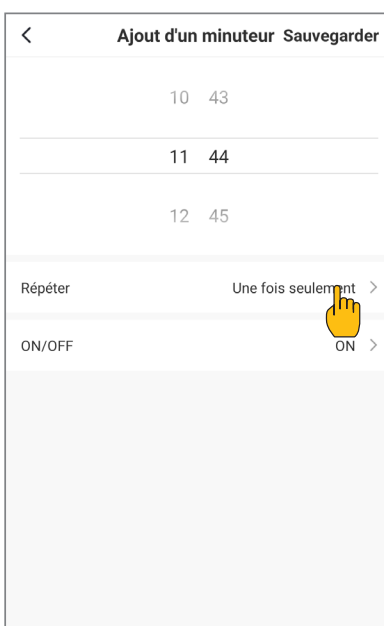 Ajout d'un minuteur Sauvegarder
10 43
11 44
12 45
Répéter Une fois seulement
ON/OFF ON